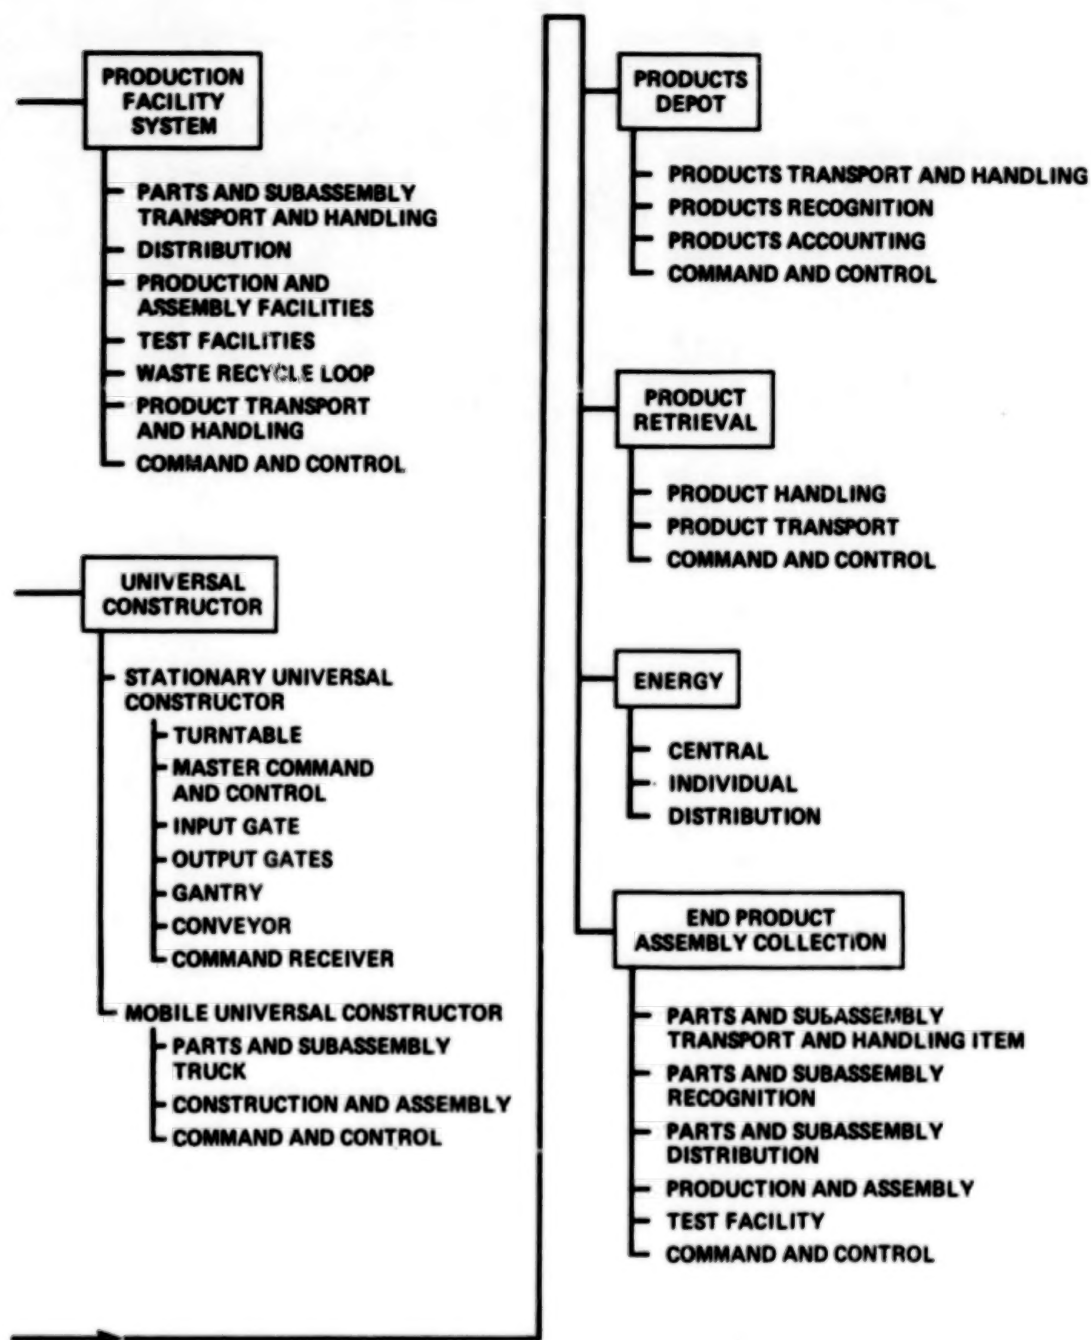 PRODUCTION
FACILITY
SYSTEM
PARTS AND SUBASSEMBLY
TRANSPORT AND HANDLING
DISTRIBUTION
PRODUCTION AND
ASSEMBLY FACILITIES
TEST FACILITIES
WASTE RECYCLE LOOP
PRODUCT TRANSPORT
AND HANDLING
COMMAND AND CONTROL
UNIVERSAL
CONSTRUCTOR
STATIONARY UNIVERSAL
CONSTRUCTOR
TURNTABLE
MASTER COMMAND
AND CONTROL
INPUT GATE
OUTPUT GATES
GANTRY
CONVEYOR
COMMAND RECEIVER
MOBILE UNIVERSAL CONSTRUCTOR
PARTS AND SUBASSEMBLY
TRUCK
CONSTRUCTION AND ASSEMBLY
COMMAND AND CONTROL
PRODUCTS
DEPOT
PRODUCTS TRANSPORT AND HANDLING
PRODUCTS RECOGNITION
PRODUCTS ACCOUNTING
COMMAND AND CONTROL
PRODUCT
RETRIEVAL
PRODUCT HANDLING
PRODUCT TRANSPORT
COMMAND AND CONTROL
ENERGY
CENTRAL
INDIVIDUAL
DISTRIBUTION
END PRODUCT
ASSEMBLY COLLECTION
PARTS AND SUBASSEMBLY
TRANSPORT AND HANDLING ITEM
PARTS AND SUBASSEMBLY
RECOGNITION
PARTS AND SUBASSEMBLY
DISTRIBUTION
PRODUCTION AND ASSEMBLY
TEST FACILITY
COMMAND AND CONTROL